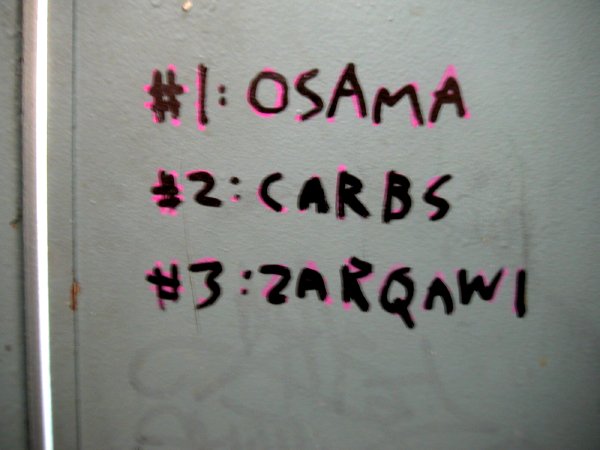 #1: OSAMA
#2: CARBS
#3: ZARQAWI